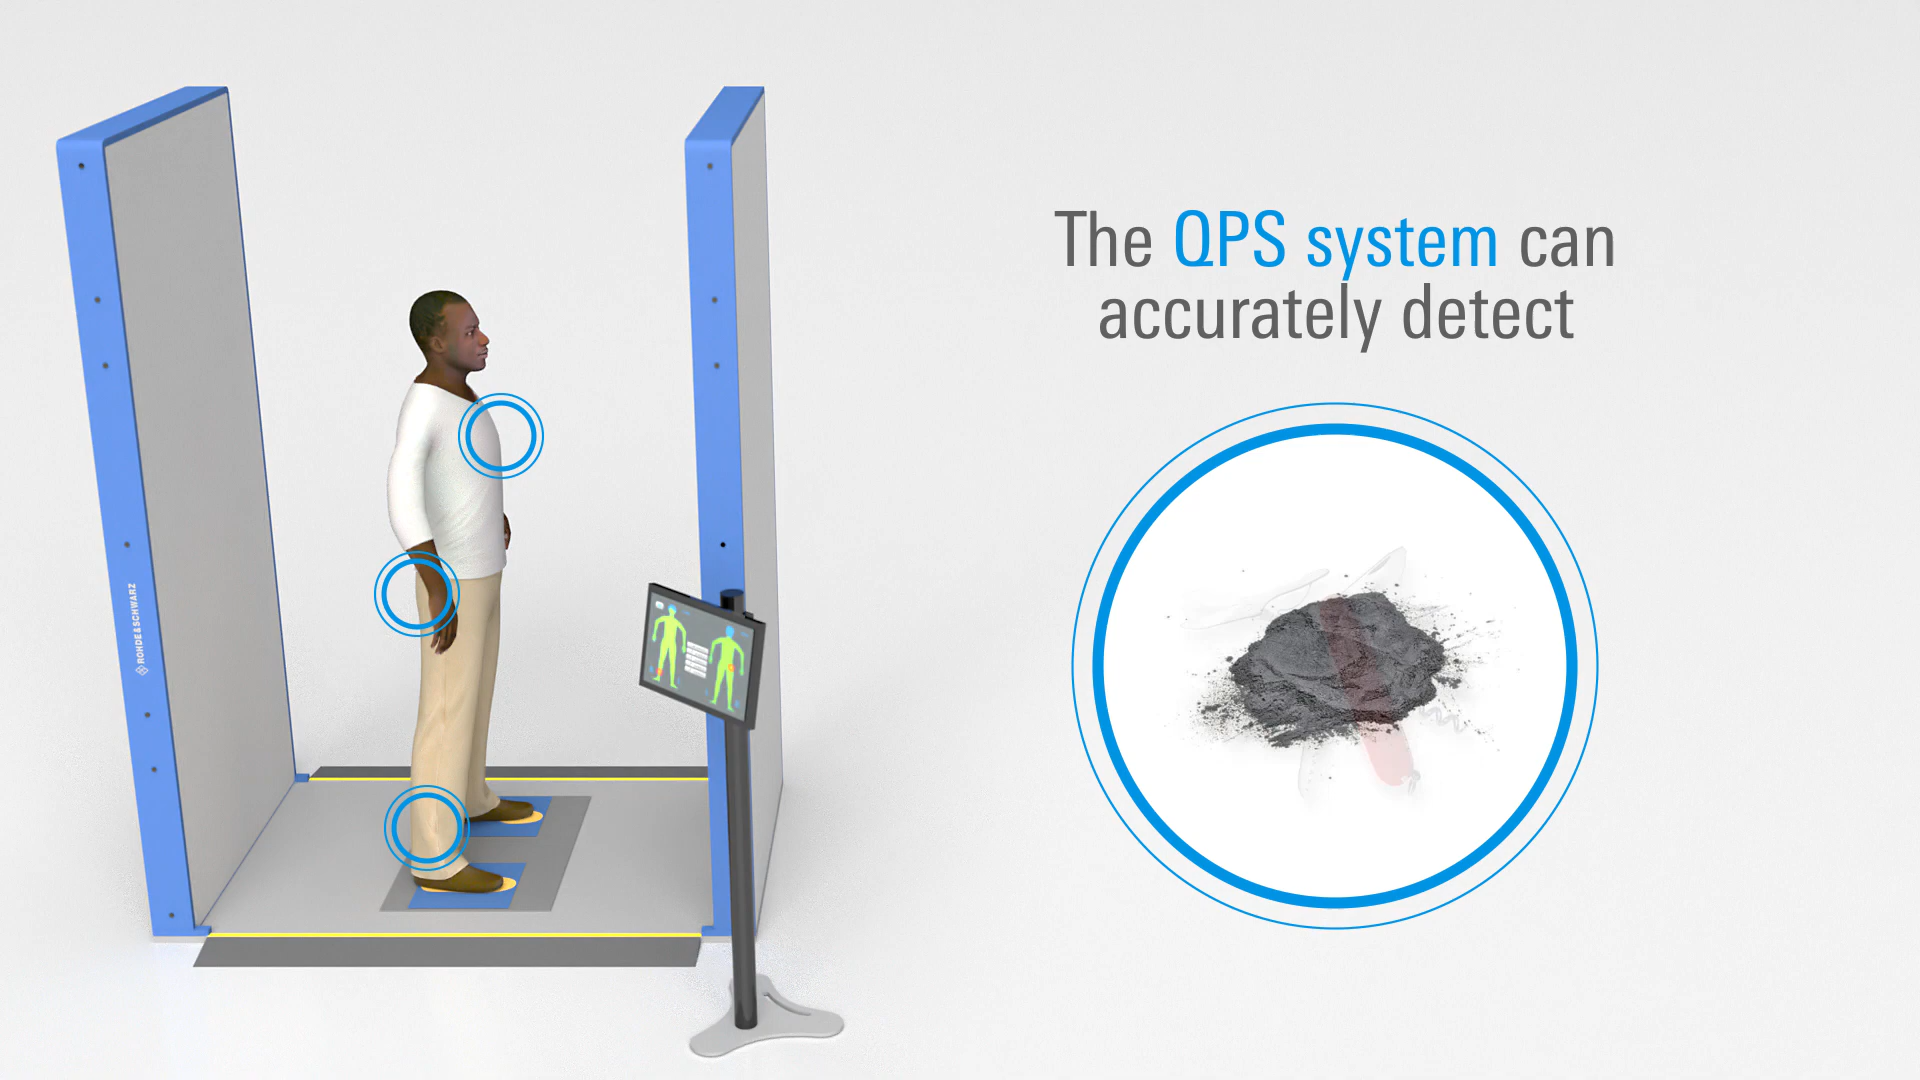 The QPS system can
accurately detect
ROHDE & SCHWARZ